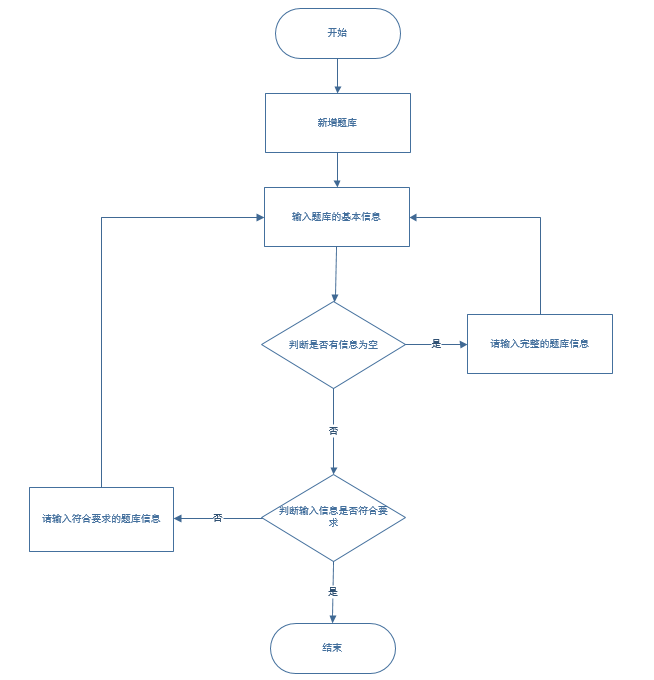 开始
新增题库
输入题库的基本信息
判断是否有信息为空
是
请输入完整的题库信息
否
判断输入信息是否符合要
求
否
请输入符合要求的题库信息
是
结束